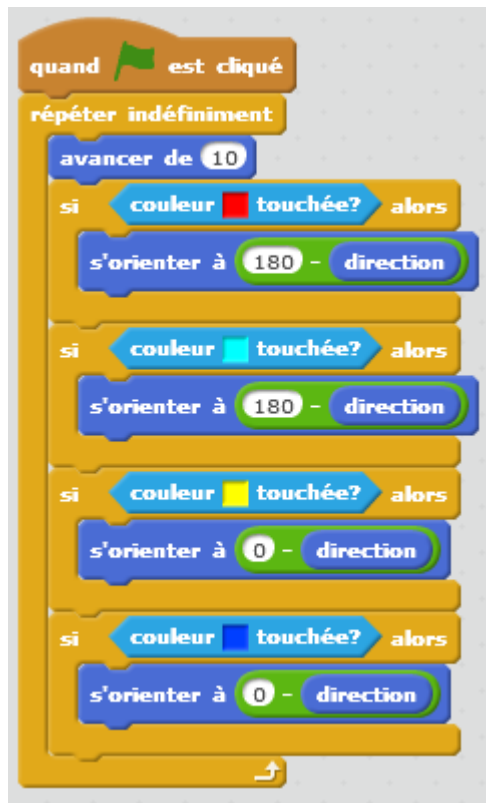 quand est cliqué
répéter indéfiniment
avancer de 10
si couleur touchée? alors
s'orienter à 180 - direction
si couleur touchée? alors
s'orienter à 180 - direction
si couleur touchée? alors
s'orienter à 0 - direction
si couleur touchée? alors
s'orienter à 0 - direction